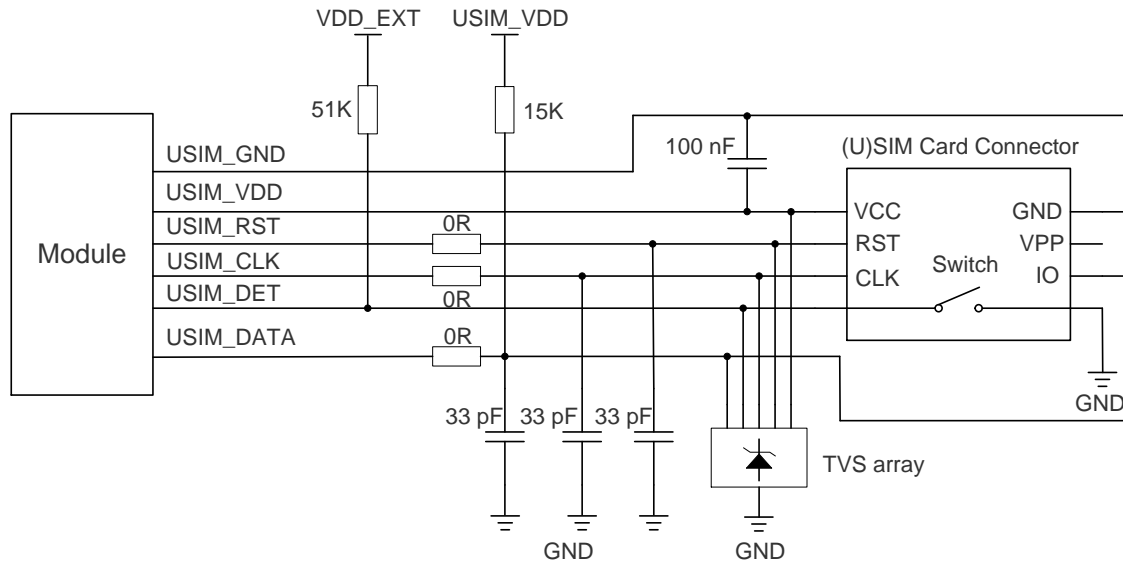 VDD_EXT USIM_VDD
51K 15K
USIM_GND
100 nF
(U)SIM Card Connector
USIM_VDD
VCC GND
USIM_RST 0R
RST VPP
Module
USIM_CLK
CLK Switch IO
USIM_DET 0R
USIM_DATA 0R
GND
33 pF 33 pF 33 pF
TVS array
GND GND